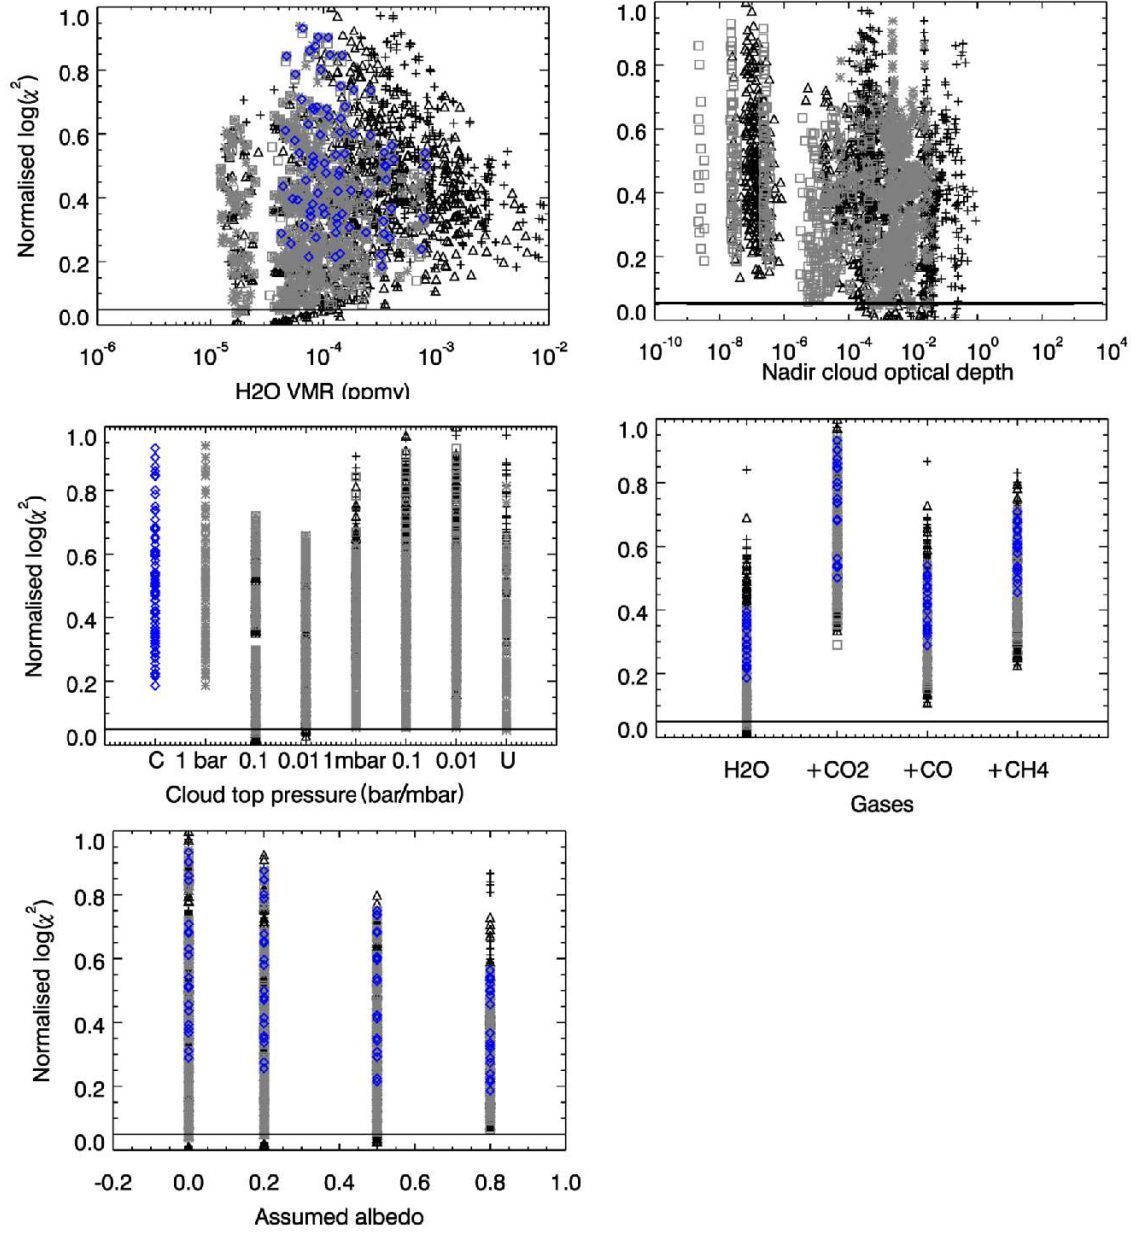 1.0
0.8
0.6
0.4
0.2
0.0
Normalised log(χ²)
10⁻⁶ 10⁻⁵ 10⁻⁴ 10⁻³ 10⁻²
H2O VMR (ppmv)
1.0
0.8
0.6
0.4
0.2
0.0
Normalised log(χ²)
10⁻¹⁰ 10⁻⁸ 10⁻⁶ 10⁻⁴ 10⁻² 10⁰ 10² 10⁴
Nadir cloud optical depth
1.0
0.8
0.6
0.4
0.2
0.0
Normalised log(χ²)
C 1 bar 0.1 0.01 1mbar 0.1 0.01 U
Cloud top pressure (bar/mbar)
1.0
0.8
0.6
0.4
0.2
0.0
Normalised log(χ²)
H2O +CO2 +CO +CH4
Gases
1.0
0.8
0.6
0.4
0.2
0.0
Normalised log(χ²)
-0.2 0.0 0.2 0.4 0.6 0.8 1.0
Assumed albedo